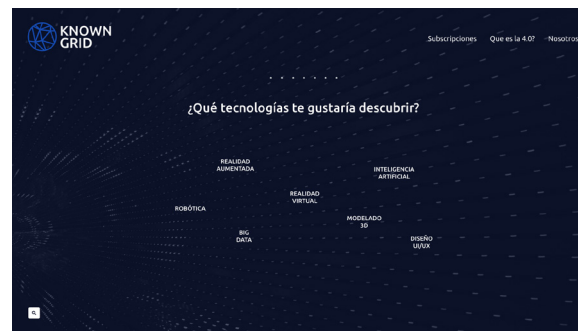 KNOWN
GRID
Subscripciones Que es la 4.0? Nosotros
¿Qué tecnologías te gustaría descubrir?
REALIDAD
AUMENTADA
INTELIGENCIA
ARTIFICIAL
REALIDAD
VIRTUAL
ROBÓTICA
MODELADO
3D
BIG
DATA
DISEÑO
UI/UX